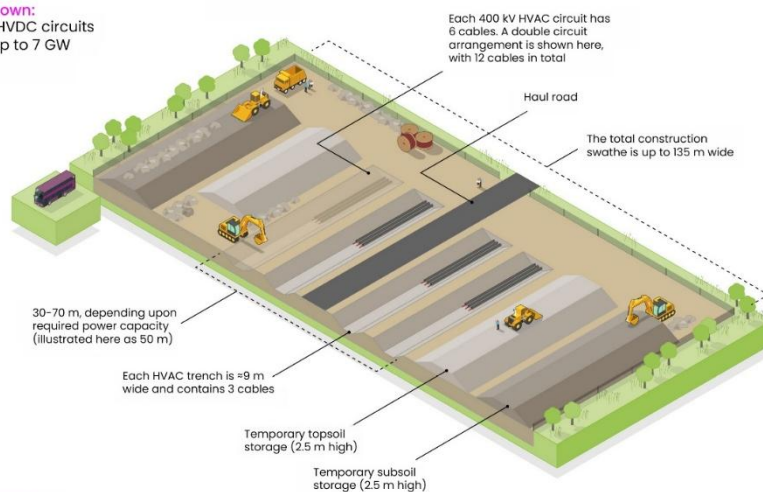 own:
HVDC circuits
p to 7 GW
Each 400 kV HVAC circuit has
6 cables. A double circuit
arrangement is shown here,
with 12 cables in total
Haul road
The total construction
swathe is up to 135 m wide
30-70 m, depending upon
required power capacity
(illustrated here as 50 m)
Each HVAC trench is ≈9 m
wide and contains 3 cables
Temporary topsoil
storage (2.5 m high)
Temporary subsoil
storage (2.5 m high)